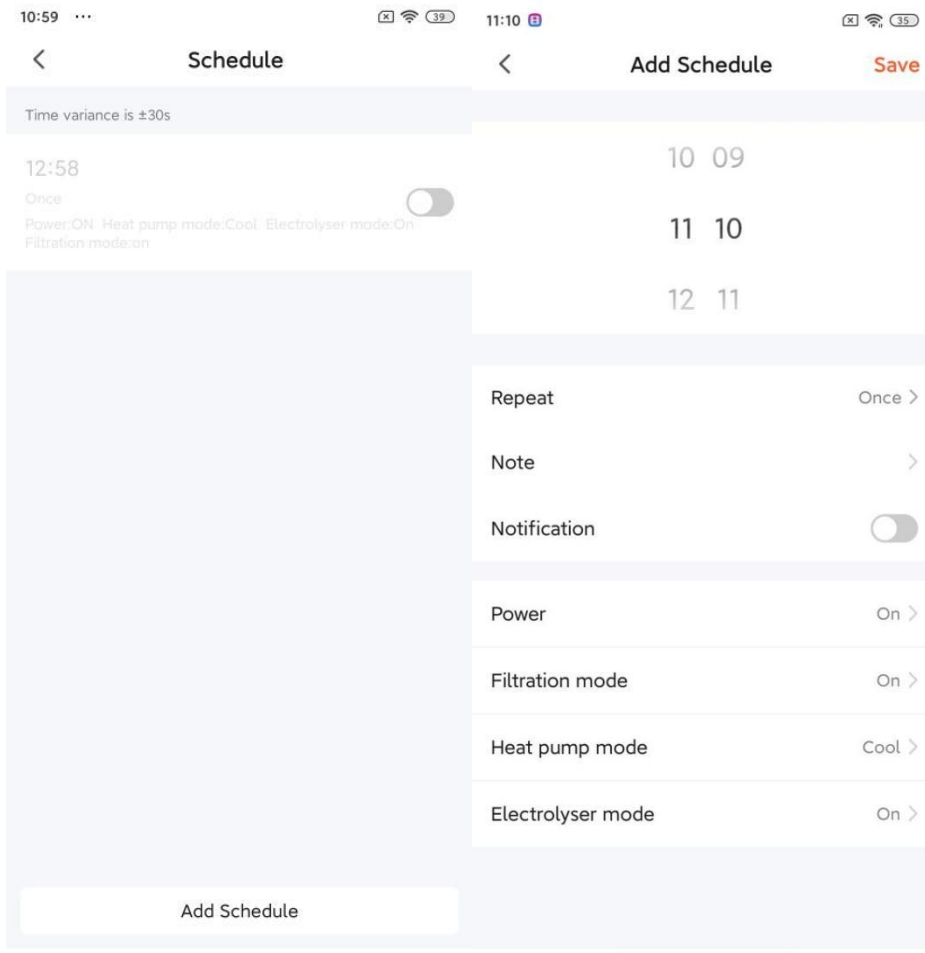 10:59 ...
39
Schedule
Time variance is ±30s
12:58
Once
Power:ON Heat pump mode:Cool Electrolyser mode:On
Filtration mode:on
Add Schedule
11:10
35
Add Schedule
Save
10 09
11 10
12 11
Repeat
Once
Note
Notification
Power
On
Filtration mode
On
Heat pump mode
Cool
Electrolyser mode
On